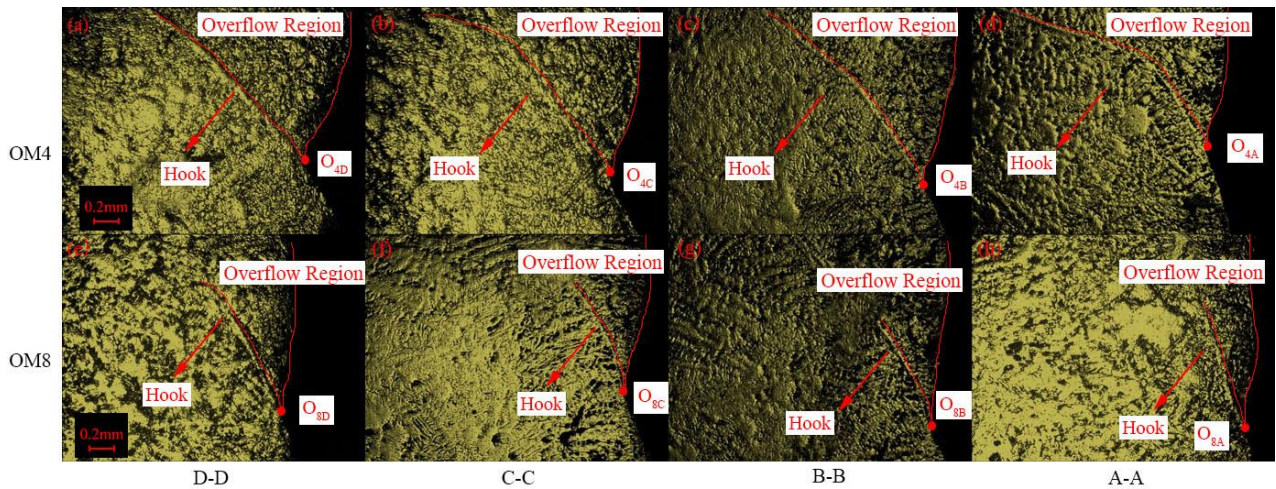 (a) Overflow Region (b) Overflow Region (c) Overflow Region (d) Overflow Region
OM4
Hook O4D Hook O4C Hook O4B Hook O4A
0.2mm
(e) Overflow Region (f) Overflow Region (g) Overflow Region (h) Overflow Region
OM8
Hook O8D Hook O8C Hook O8B Hook O8A
0.2mm
D-D C-C B-B A-A